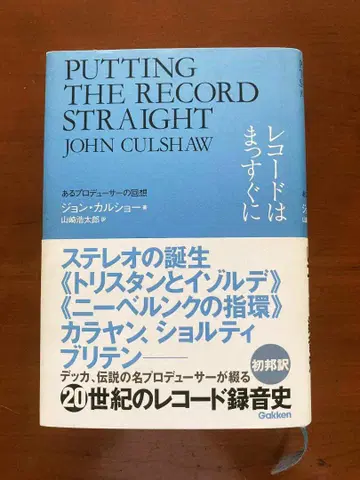 PUTTING
THE RECORD
STRAIGHT
JOHN CULSHAW
レコードは
まっすぐに
あるプロデューサーの回想
ジョン・カルショー 著
山崎浩太郎 訳
ステレオの誕生
《トリスタンとイゾルデ》
《ニーベルンクの指環》
カラヤン、ショルティ
ブリテン――
初邦訳
デッカ、伝説の名プロデューサーが綴る
20世紀のレコード録音史
Gakken